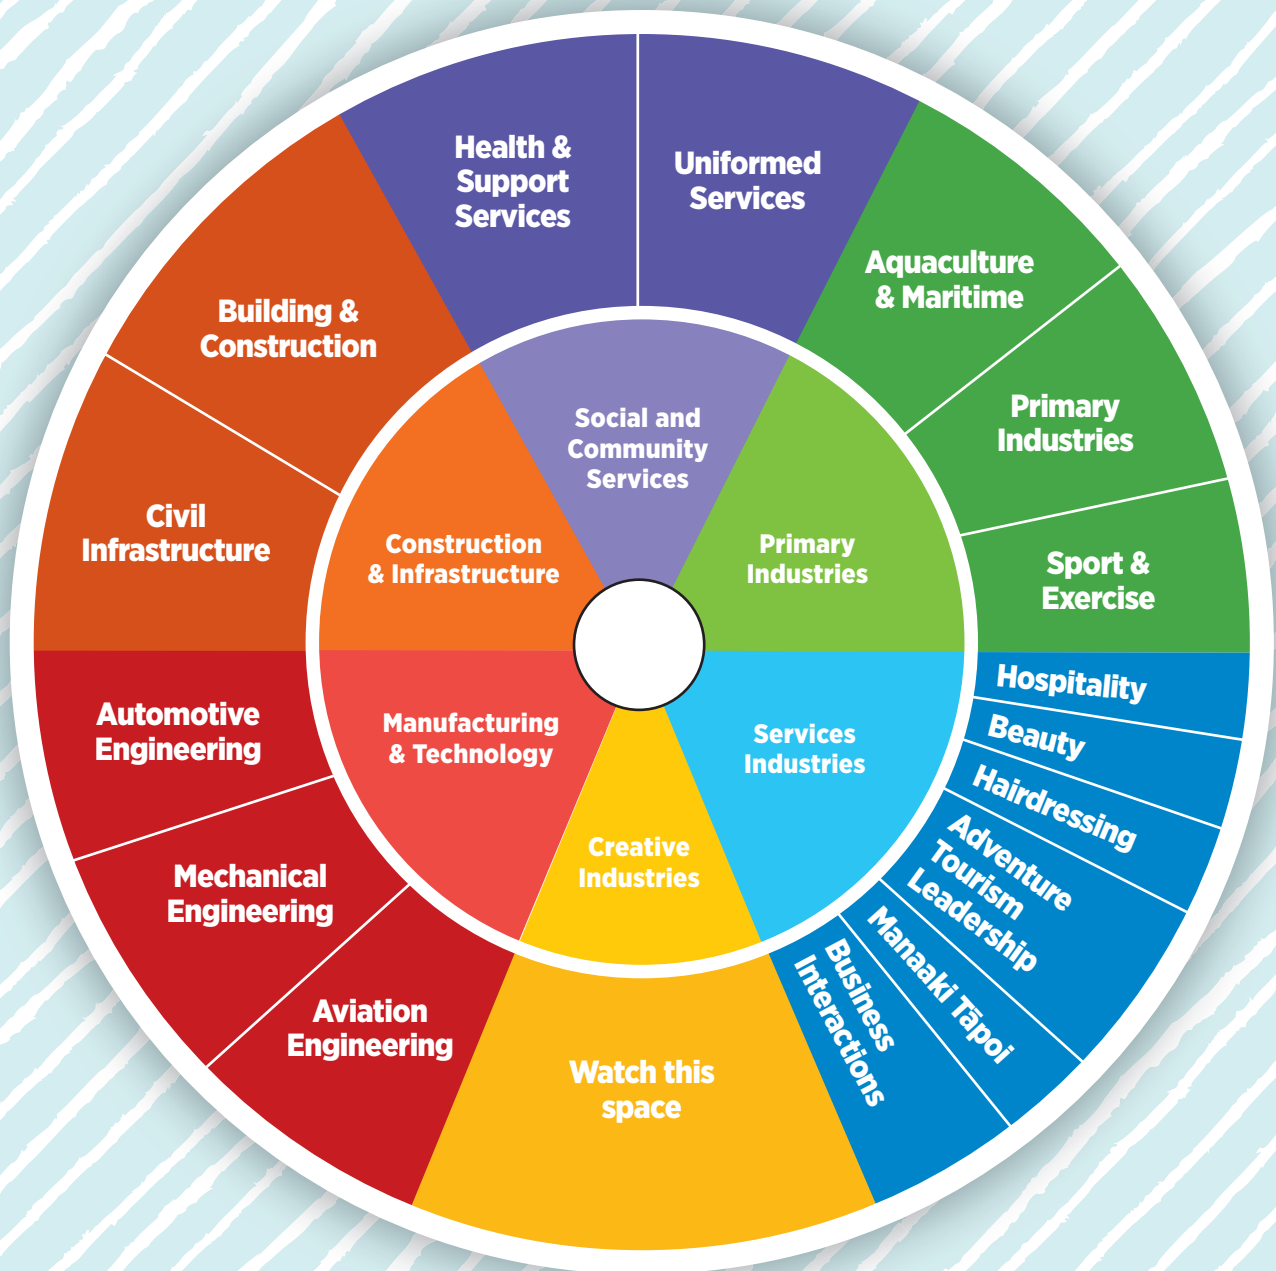 Health &
Support
Services
Uniformed
Services
Aquaculture
& Maritime
Primary
Industries
Sport &
Exercise
Hospitality
Beauty
Hairdressing
Adventure
Tourism
Leadership
Manaaki Tāpoi
Business
Interactions
Watch this
space
Aviation
Engineering
Mechanical
Engineering
Automotive
Engineering
Civil
Infrastructure
Building &
Construction
Social and
Community
Services
Primary
Industries
Services
Industries
Creative
Industries
Manufacturing
& Technology
Construction
& Infrastructure